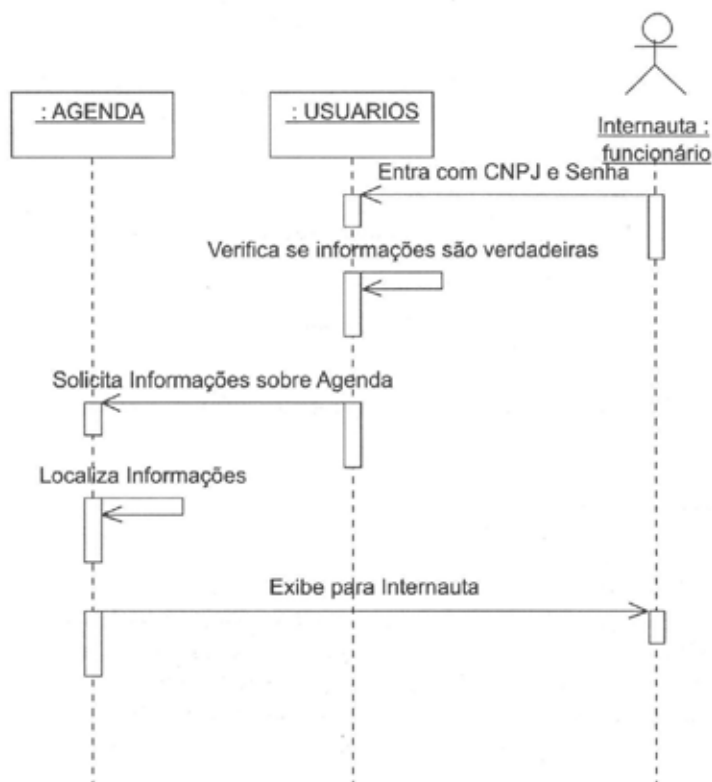 : AGENDA
: USUARIOS
Internauta :
funcionário
Entra com CNPJ e Senha
Verifica se informações são verdadeiras
Solicita Informações sobre Agenda
Localiza Informações
Exibe para Internauta